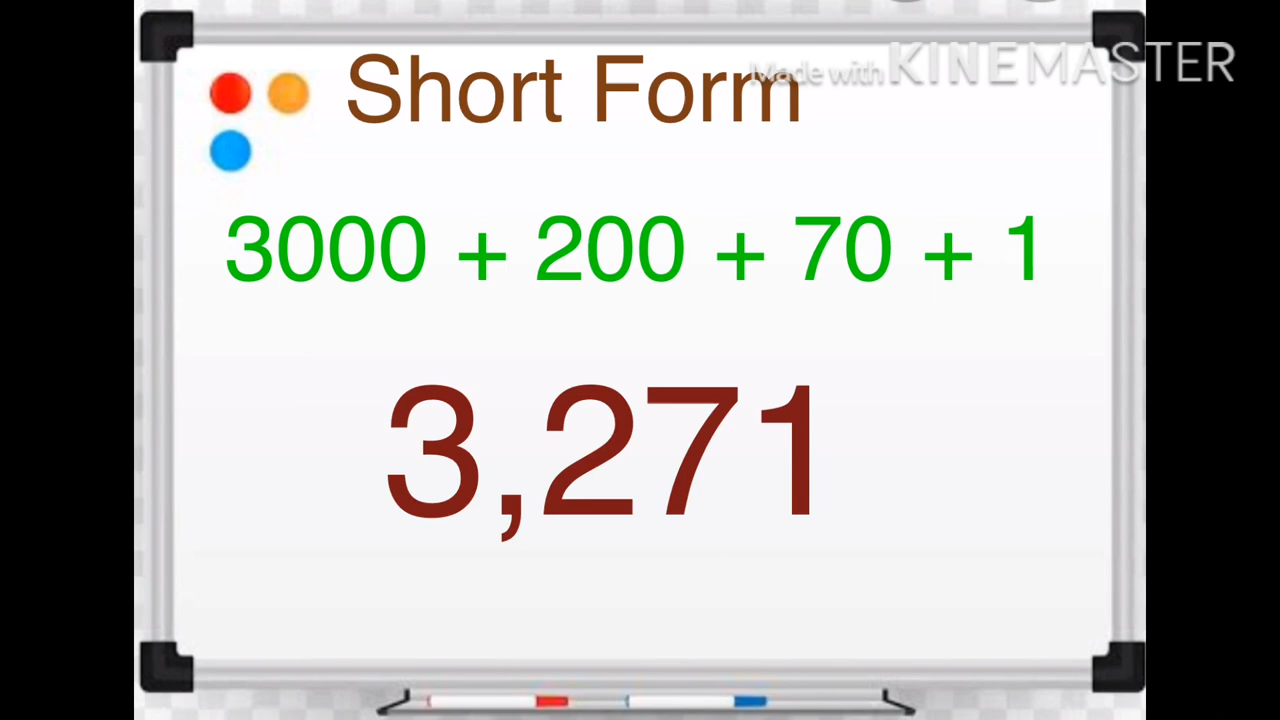 Made with KINEMASTER
Short Form
3000 + 200 + 70 + 1
3,271